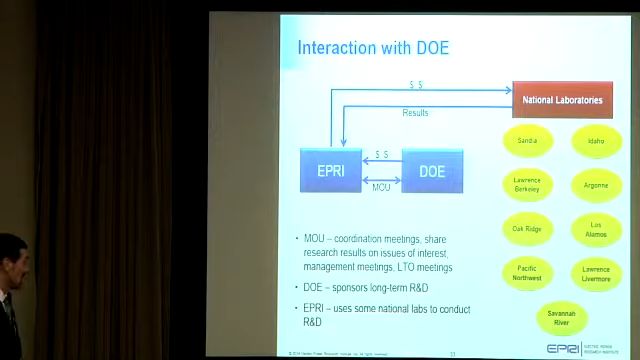 Interaction with DOE
$ $
National Laboratories
Results
Sandia
Idaho
EPRI
$ $
DOE
MOU
Lawrence
Berkeley
Argonne
Oak Ridge
Los
Alamos
Pacific
Northwest
Lawrence
Livermore
Savannah
River
• MOU – coordination meetings, share
research results on issues of interest,
management meetings, LTO meetings
• DOE – sponsors long-term R&D
• EPRI – uses some national labs to conduct
R&D
EPRI
ELECTRIC POWER
RESEARCH INSTITUTE